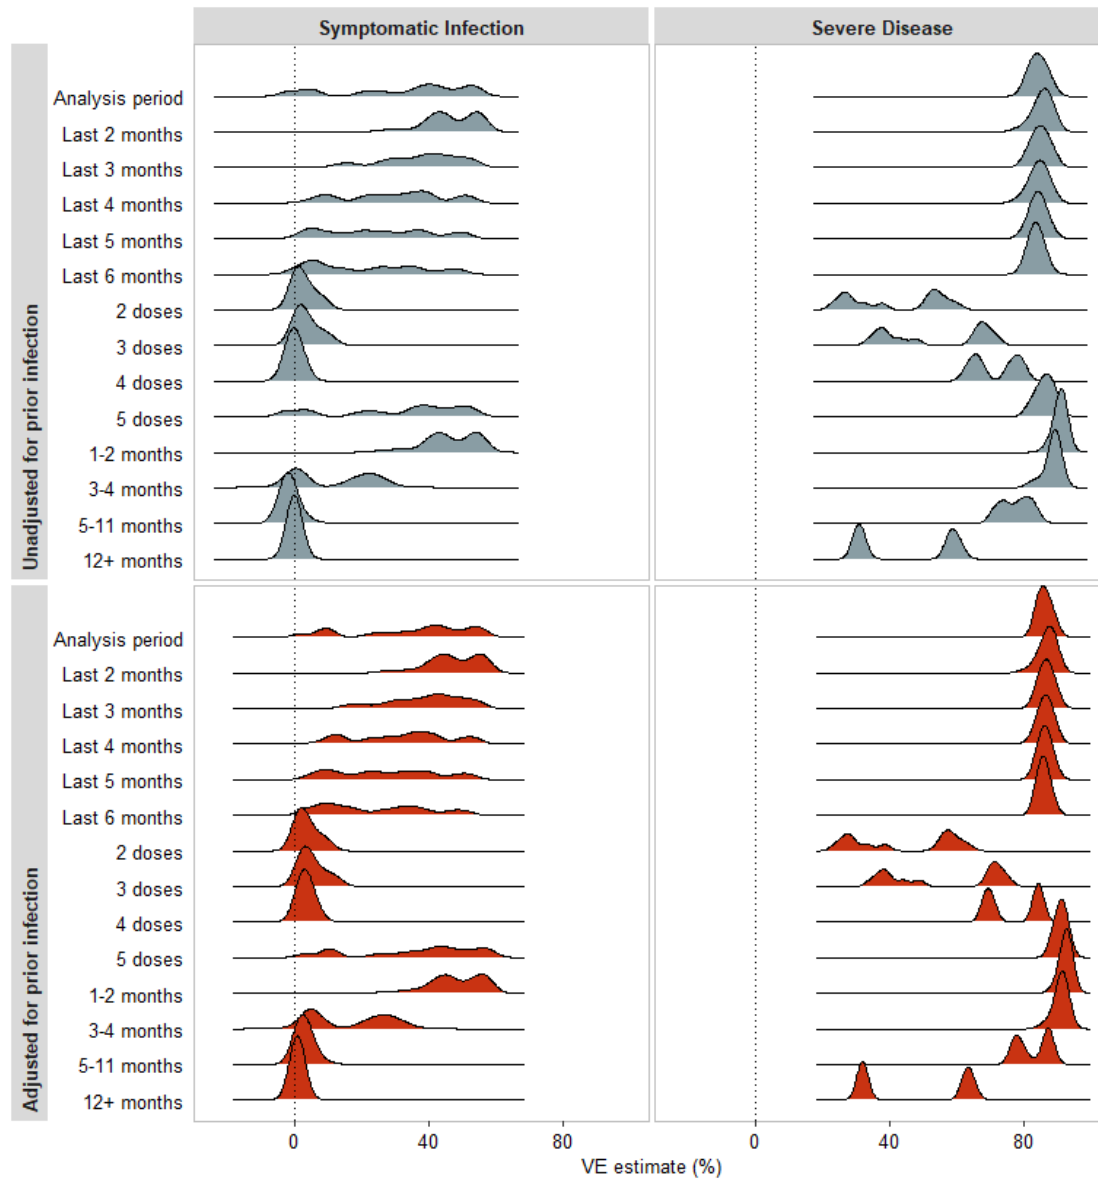 Symptomatic Infection
Severe Disease
Unadjusted for prior infection
Analysis period
Last 2 months
Last 3 months
Last 4 months
Last 5 months
Last 6 months
2 doses
3 doses
4 doses
5 doses
1-2 months
3-4 months
5-11 months
12+ months
Adjusted for prior infection
Analysis period
Last 2 months
Last 3 months
Last 4 months
Last 5 months
Last 6 months
2 doses
3 doses
4 doses
5 doses
1-2 months
3-4 months
5-11 months
12+ months
0 40 80 0 40 80
VE estimate (%)